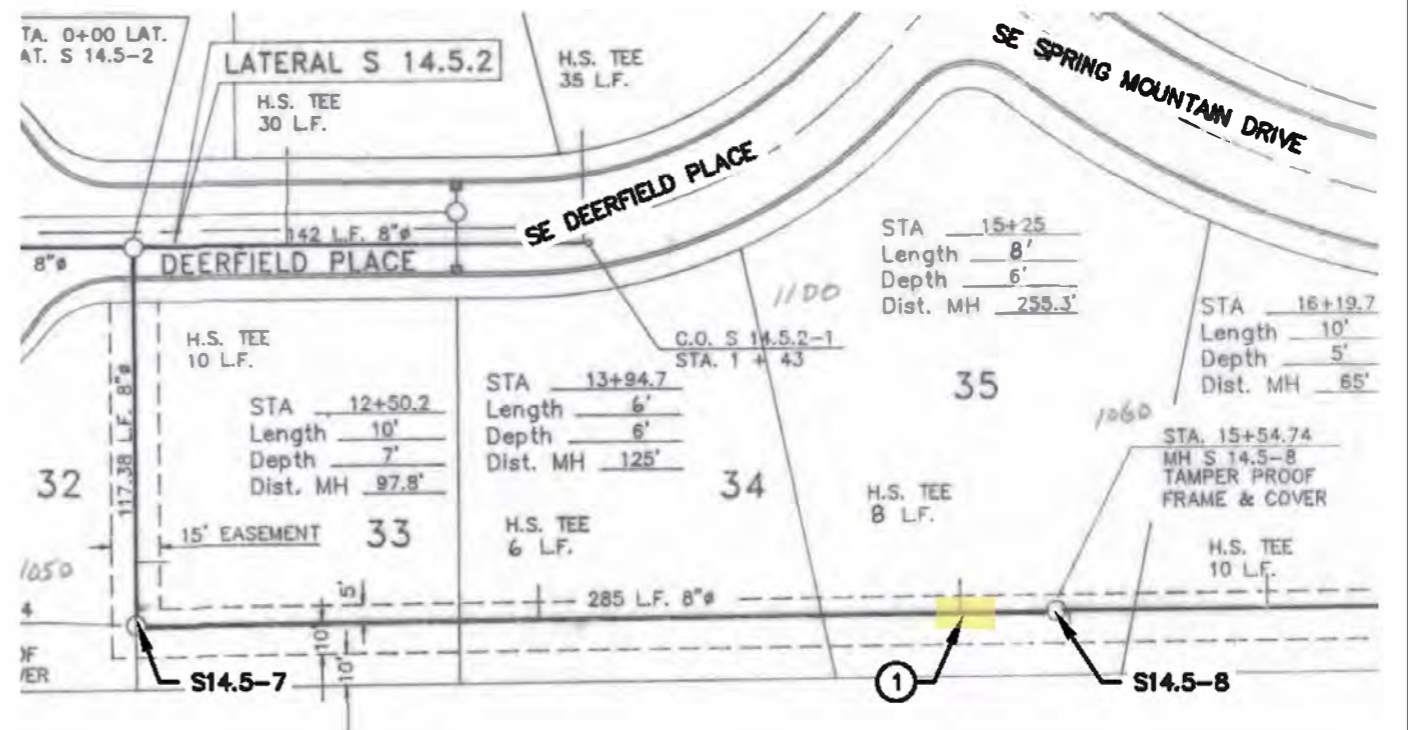 TA. 0+00 LAT.
AT. S 14.5-2
LATERAL S 14.5.2
H.S. TEE
30 L.F.
H.S. TEE
35 L.F.
SE SPRING MOUNTAIN DRIVE
SE DEERFIELD PLACE
142 L.F. 8"ø
8"ø
DEERFIELD PLACE
C.O. S 14.5.2-1
STA. 1 + 43
1100
STA 15+25
Length 8'
Depth 6'
Dist. MH 255.3'
STA 16+19.7
Length 10'
Depth 5'
Dist. MH 65'
H.S. TEE
10 L.F.
117.38 L.F. 8"ø
STA 12+50.2
Length 10'
Depth 7'
Dist. MH 97.8'
STA 13+94.7
Length 6'
Depth 6'
Dist. MH 125'
35
1060
STA. 15+54.74
MH S 14.5-8
TAMPER PROOF
FRAME & COVER
32
34
H.S. TEE
8 L.F.
15' EASEMENT
33
H.S. TEE
6 L.F.
H.S. TEE
10 L.F.
1050
4
5'
285 L.F. 8"ø
10'
10'
OF
VER
S14.5-7
1
S14.5-8